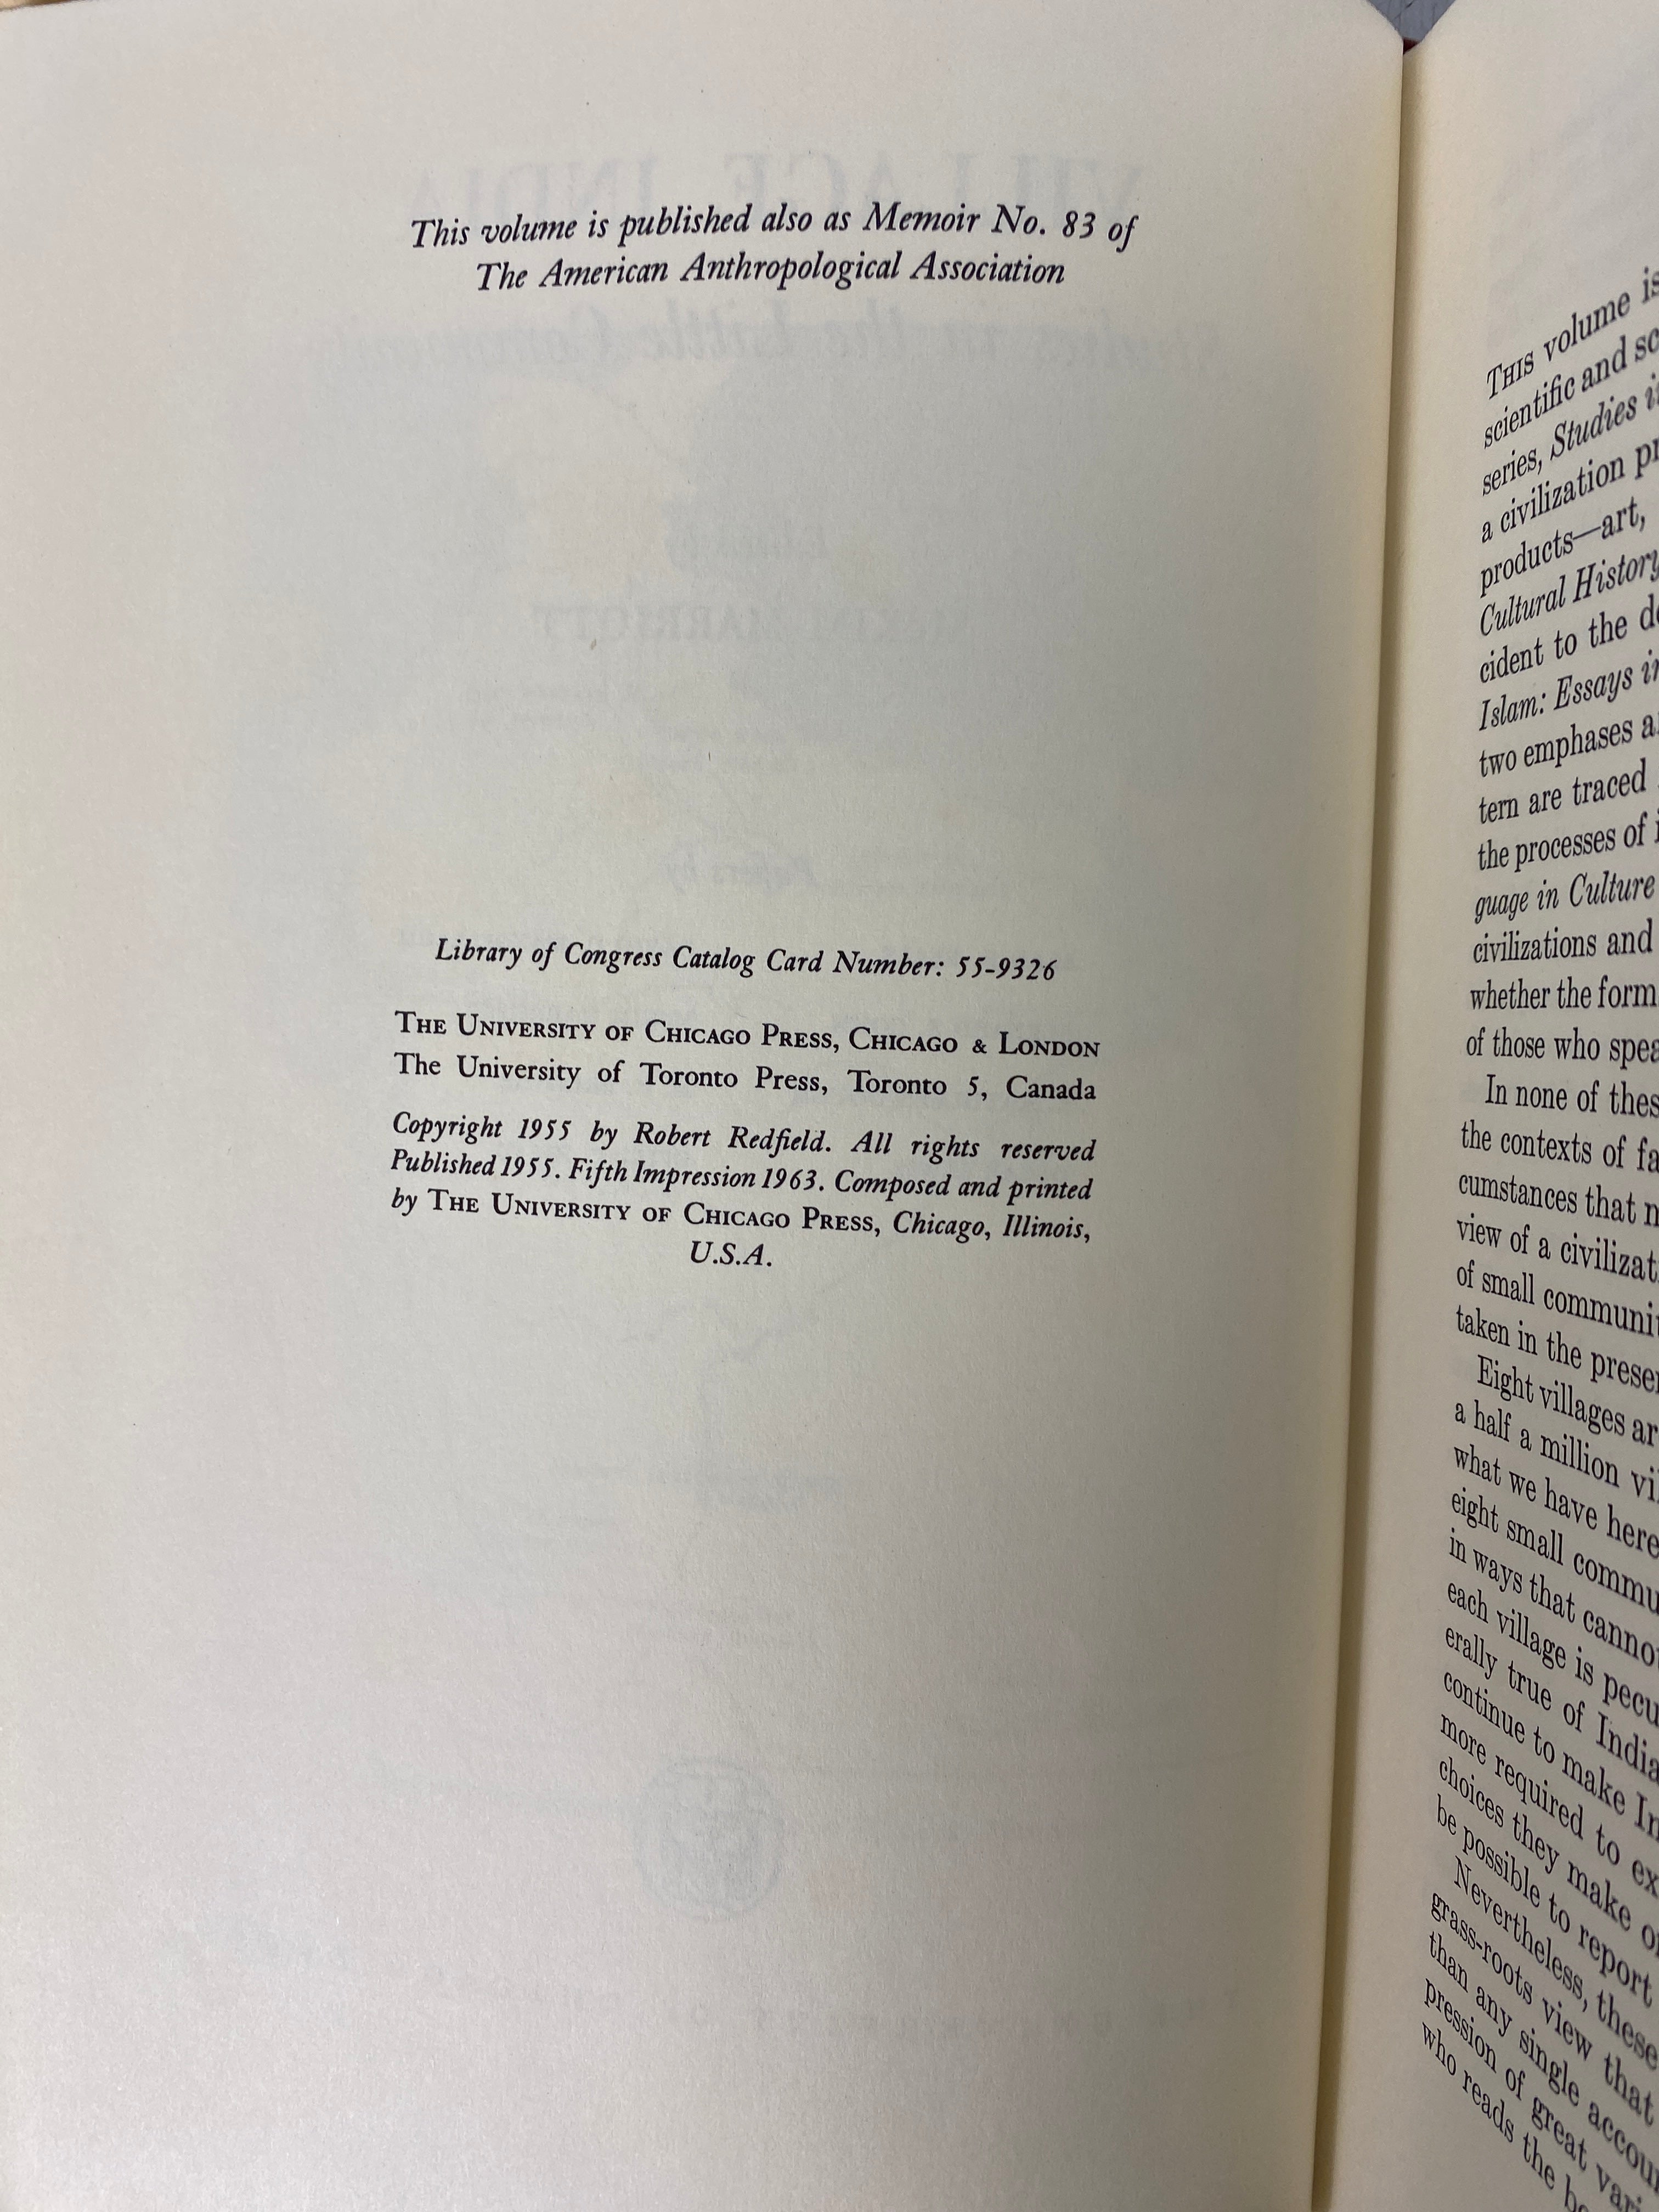 This volume is published also as Memoir No. 83 of
The American Anthropological Association
Library of Congress Catalog Card Number: 55-9326
THE UNIVERSITY OF CHICAGO PRESS, CHICAGO & LONDON
The University of Toronto Press, Toronto 5, Canada
Copyright 1955 by Robert Redfield. All rights reserved
Published 1955. Fifth Impression 1963. Composed and printed
by THE UNIVERSITY OF CHICAGO PRESS, Chicago, Illinois,
U.S.A.
THIS volume is
scientific and
series, Studies
a civilization
products—art,
Cultural History
cident to the
Islam: Essays
two emphases
tern are traced
the processes of
guage in Culture
civilizations and
whether the form
of those who
In none of
the contexts of
cumstances that
view of a
of small
taken in the
Eight villages
a half a million
what we have here
eight small
in ways that
each village is
erally true of
continue to make
more required to
choices they make
be possible to report
Nevertheless, these
grass-roots view that
than any single
pression of great
who reads the